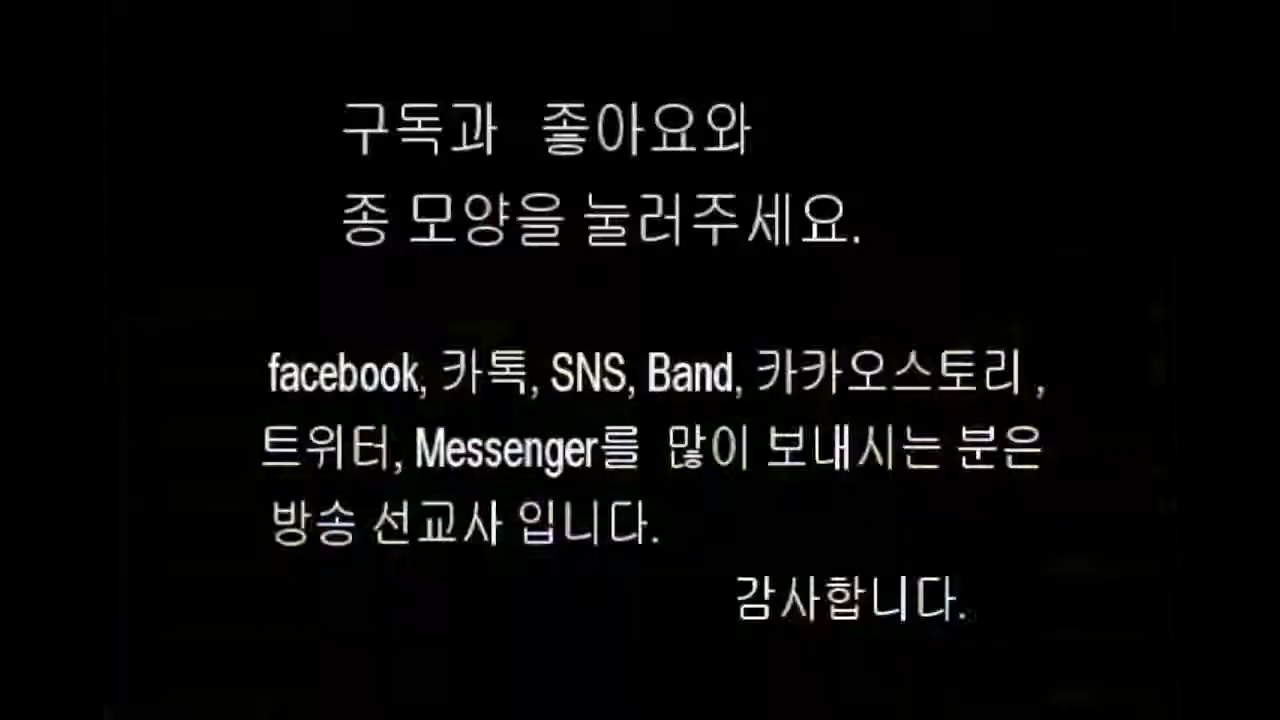 구독과 좋아요와
종 모양을 눌러주세요.
facebook, 카톡, SNS, Band, 카카오스토리 ,
트위터, Messenger를 많이 보내시는 분은
방송 선교사 입니다.
감사합니다.